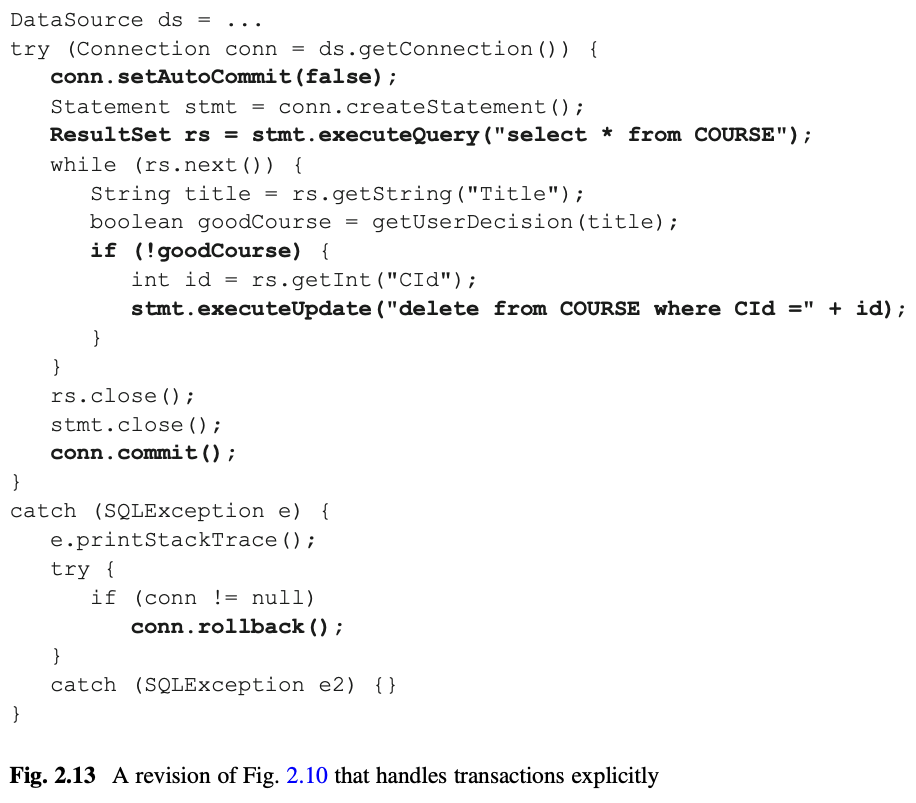 DataSource ds = ...
try (Connection conn = ds.getConnection()) {
   conn.setAutoCommit(false);
   Statement stmt = conn.createStatement();
   ResultSet rs = stmt.executeQuery("select * from COURSE");
   while (rs.next()) {
      String title = rs.getString("Title");
      boolean goodCourse = getUserDecision(title);
      if (!goodCourse) {
         int id = rs.getInt("CId");
         stmt.executeUpdate("delete from COURSE where CId =" + id);
      }
   }
   rs.close();
   stmt.close();
   conn.commit();
}
catch (SQLException e) {
   e.printStackTrace();
   try {
      if (conn != null)
         conn.rollback();
   }
   catch (SQLException e2) {}
}
Fig. 2.13 A revision of Fig. 2.10 that handles transactions explicitly